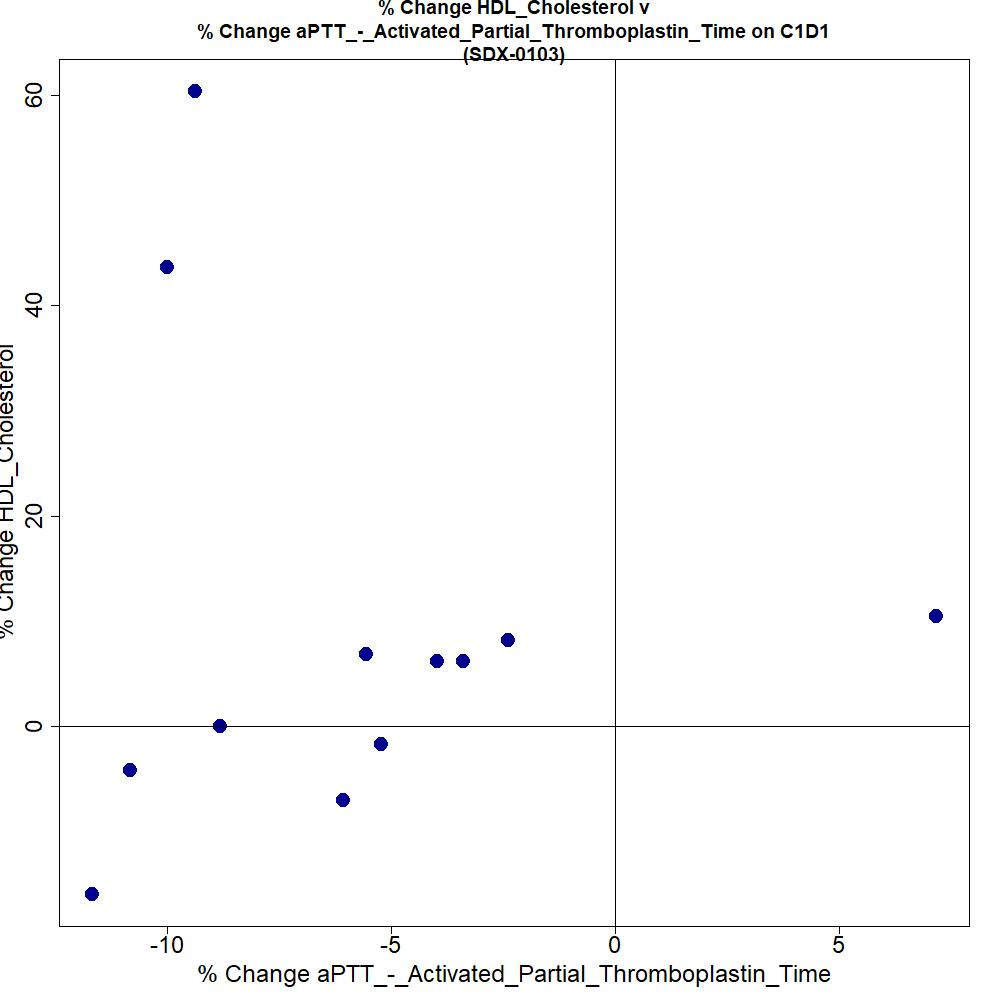 % Change HDL_Cholesterol v
% Change aPTT_-_Activated_Partial_Thromboplastin_Time on C1D1
(SDX-0103)
% Change HDL_Cholesterol
60
40
20
0
-10
-5
0
5
% Change aPTT_-_Activated_Partial_Thromboplastin_Time